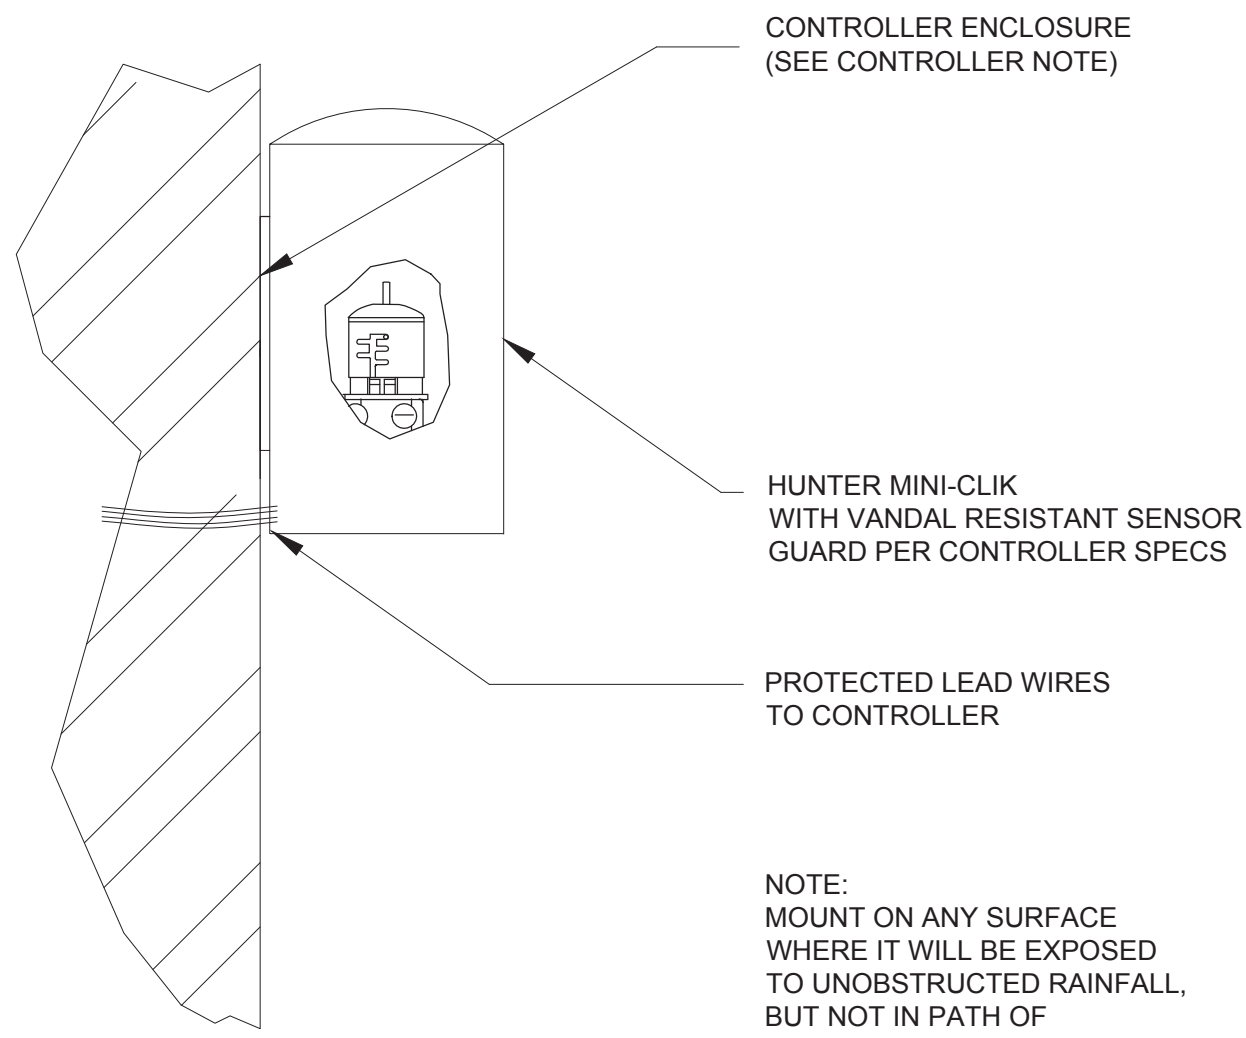 CONTROLLER ENCLOSURE
(SEE CONTROLLER NOTE)
HUNTER MINI-CLIK
WITH VANDAL RESISTANT SENSOR
GUARD PER CONTROLLER SPECS
PROTECTED LEAD WIRES
TO CONTROLLER
NOTE:
MOUNT ON ANY SURFACE
WHERE IT WILL BE EXPOSED
TO UNOBSTRUCTED RAINFALL,
BUT NOT IN PATH OF